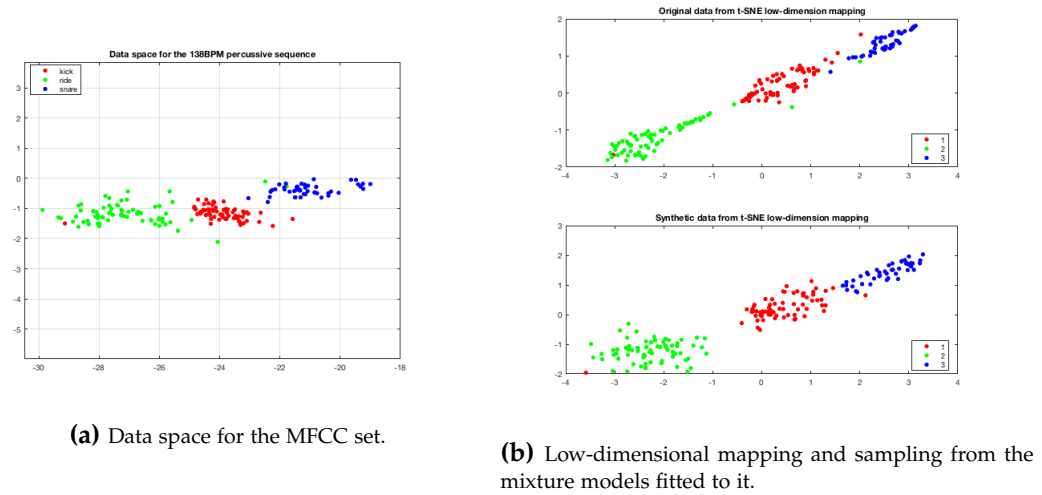 Data space for the 138BPM percussive sequence
kick
ride
snare
3
2
1
0
-1
-2
-3
-4
-5
-30 -28 -26 -24 -22 -20 -18
(a) Data space for the MFCC set.
Original data from t-SNE low-dimension mapping
2
1
0
-1
-2
1
2
3
-4 -3 -2 -1 0 1 2 3 4
Synthetic data from t-SNE low-dimension mapping
3
2
1
0
-1
-2
1
2
3
-4 -3 -2 -1 0 1 2 3 4
(b) Low-dimensional mapping and sampling from the
mixture models fitted to it.